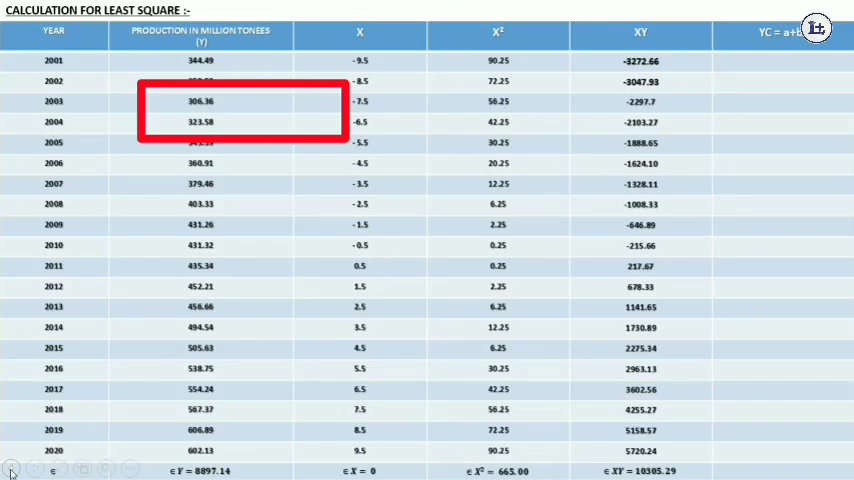 CALCULATION FOR LEAST SQUARE :-
YEAR PRODUCTION IN MILLION TONEES (Y) X X² XY YC = a+
2001 344.49 - 9.5 90.25 -3272.66
2002 - 8.5 72.25 -3047.93
2003 306.36 - 7.5 56.25 -2297.7
2004 323.58 -6.5 42.25 -2103.27
2005 - 5.5 30.25 -1888.65
2006 360.91 - 4.5 20.25 -1624.10
2007 379.46 - 3.5 12.25 -1328.11
2008 403.33 - 2.5 6.25 -1008.33
2009 431.26 - 1.5 2.25 -646.89
2010 431.32 - 0.5 0.25 -215.66
2011 435.34 0.5 0.25 217.67
2012 452.21 1.5 2.25 678.33
2013 456.66 2.5 6.25 1141.65
2014 494.54 3.5 12.25 1730.89
2015 505.63 4.5 6.25 2275.34
2016 538.75 5.5 30.25 2963.13
2017 554.24 6.5 42.25 3602.56
2018 567.37 7.5 56.25 4255.27
2019 606.89 8.5 72.25 5158.57
2020 602.13 9.5 90.25 5720.24
∈ ∈ Y = 8897.14 ∈ X = 0 ∈ X² = 665.00 ∈ XY = 10305.29